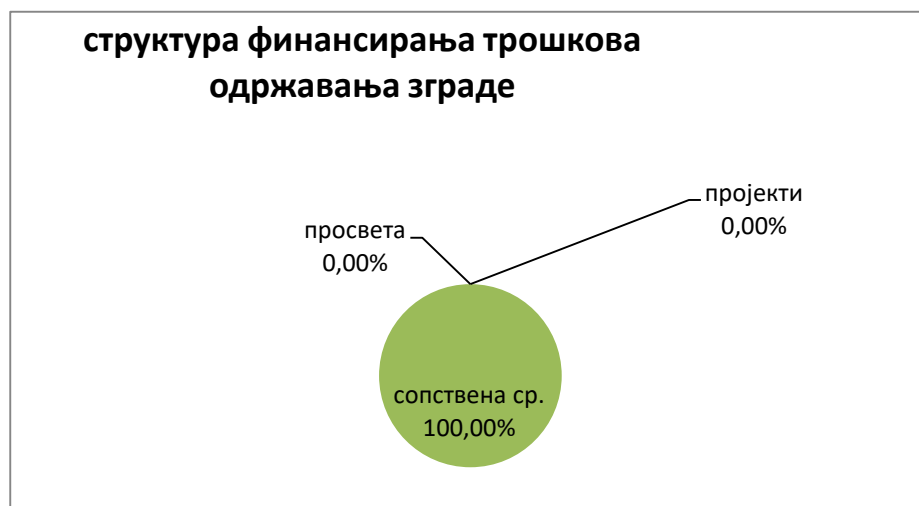 структура финансирања трошкова
одржавања зграде
пројекти
0,00%
просвета
0,00%
сопствена ср.
100,00%